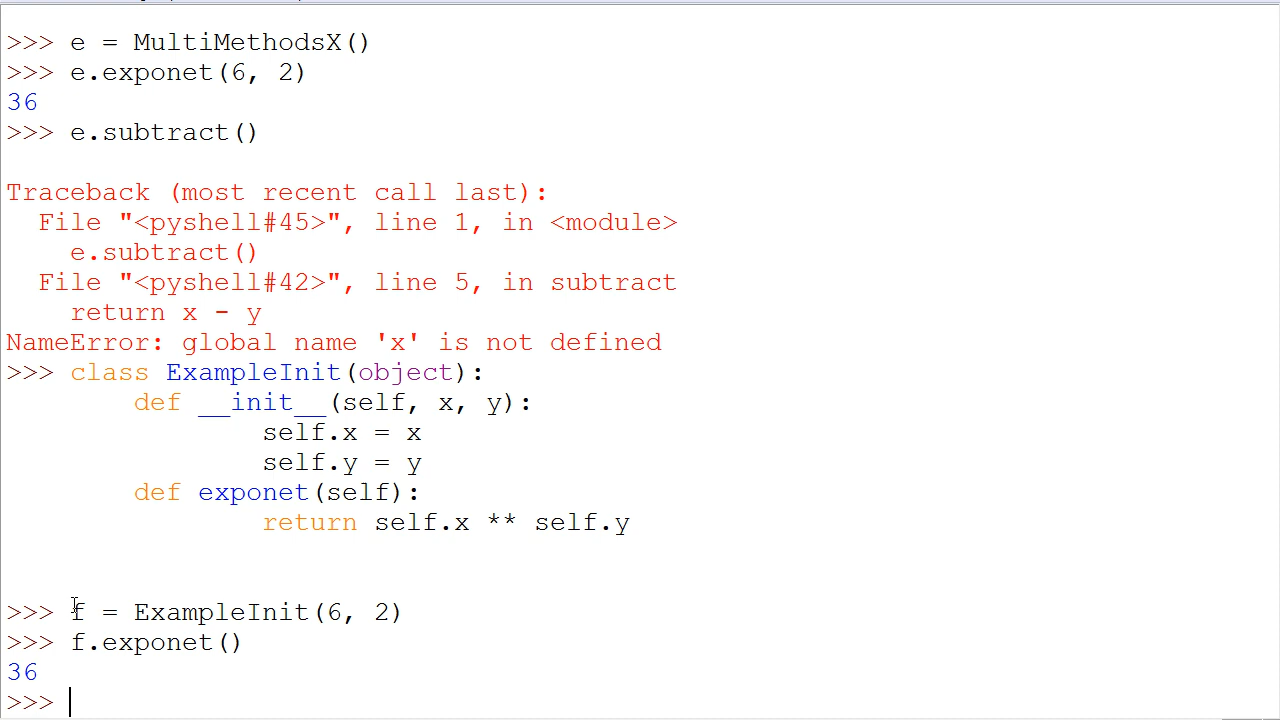 >>> e = MultiMethodsX()
>>> e.exponet(6, 2)
36
>>> e.subtract()
Traceback (most recent call last):
  File "<pyshell#45>", line 1, in <module>
    e.subtract()
  File "<pyshell#42>", line 5, in subtract
    return x - y
NameError: global name 'x' is not defined
>>> class ExampleInit(object):
        def __init__(self, x, y):
                self.x = x
                self.y = y
        def exponet(self):
                return self.x ** self.y
>>> f = ExampleInit(6, 2)
>>> f.exponet()
36
>>>